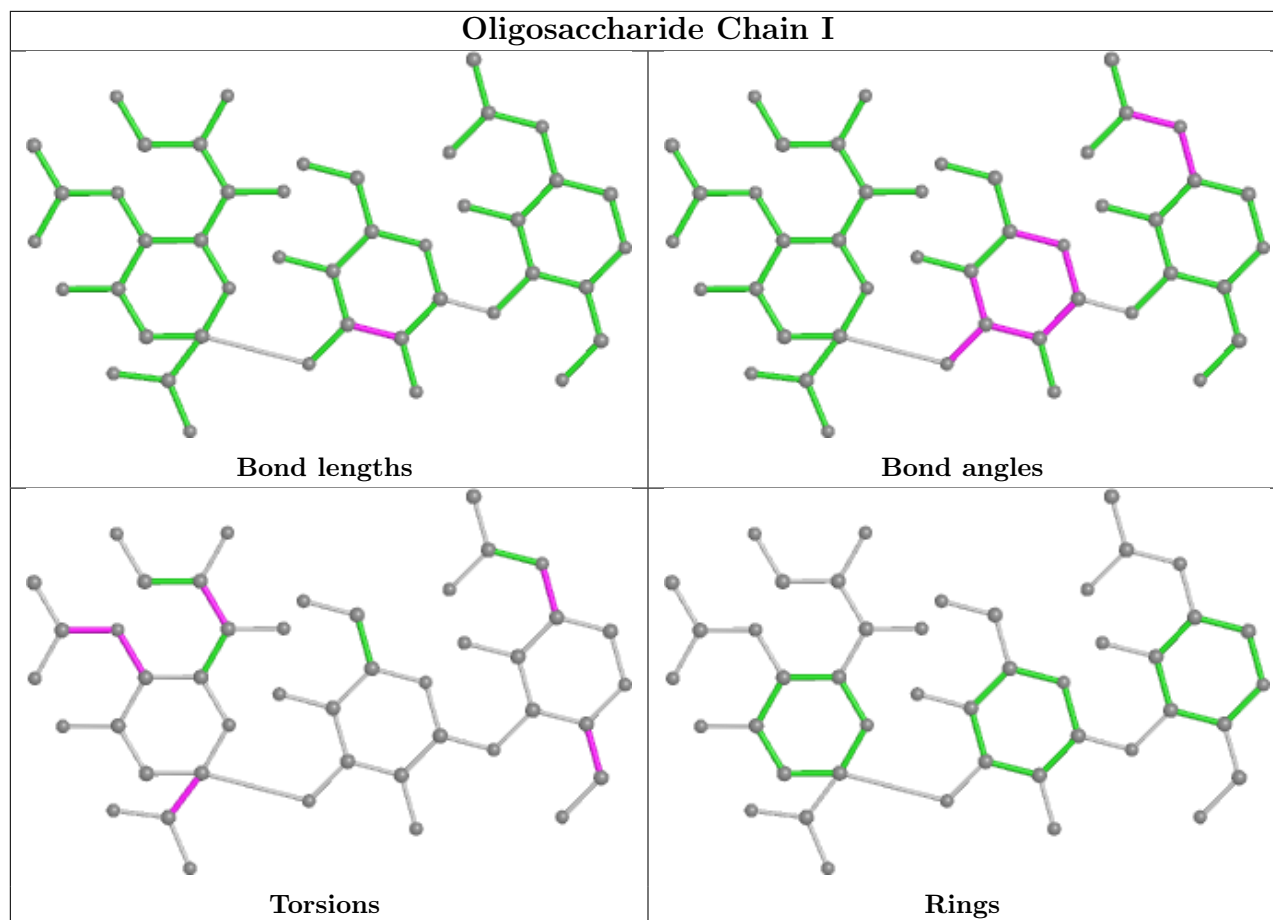 Oligosaccharide Chain I
Bond lengths
Bond angles
Torsions
Rings